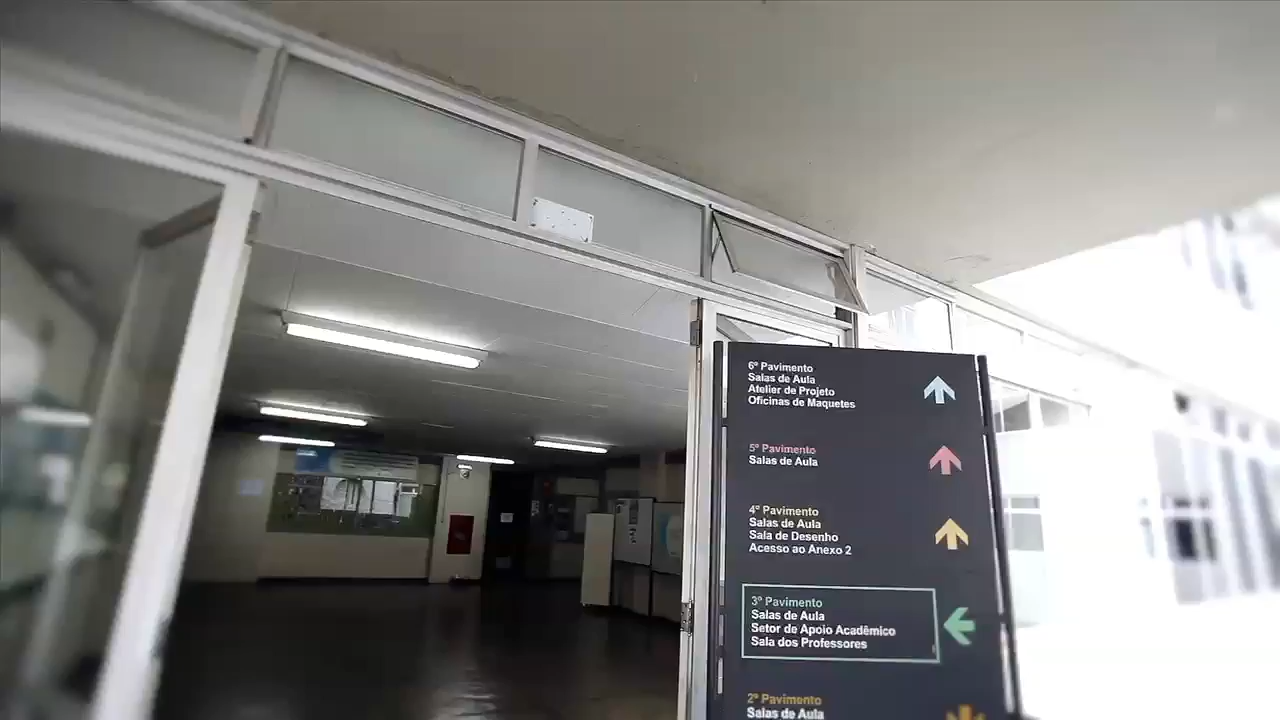 6º Pavimento
Salas de Aula
Atelier de Projeto
Oficinas de Maquetes
5º Pavimento
Salas de Aula
4º Pavimento
Salas de Aula
Sala de Desenho
Acesso ao Anexo 2
3º Pavimento
Salas de Aula
Setor de Apoio Acadêmico
Sala dos Professores
2º Pavimento
Salas de Aula